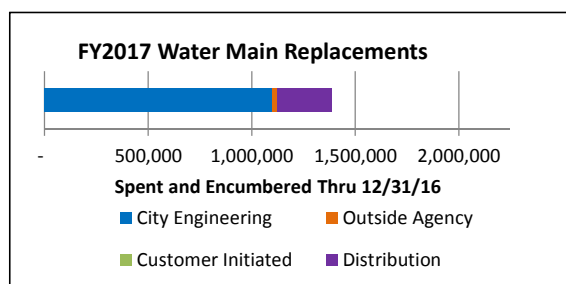 FY2017 Water Main Replacements
- 500,000 1,000,000 1,500,000 2,000,000
Spent and Encumbered Thru 12/31/16
City Engineering Outside Agency
Customer Initiated Distribution